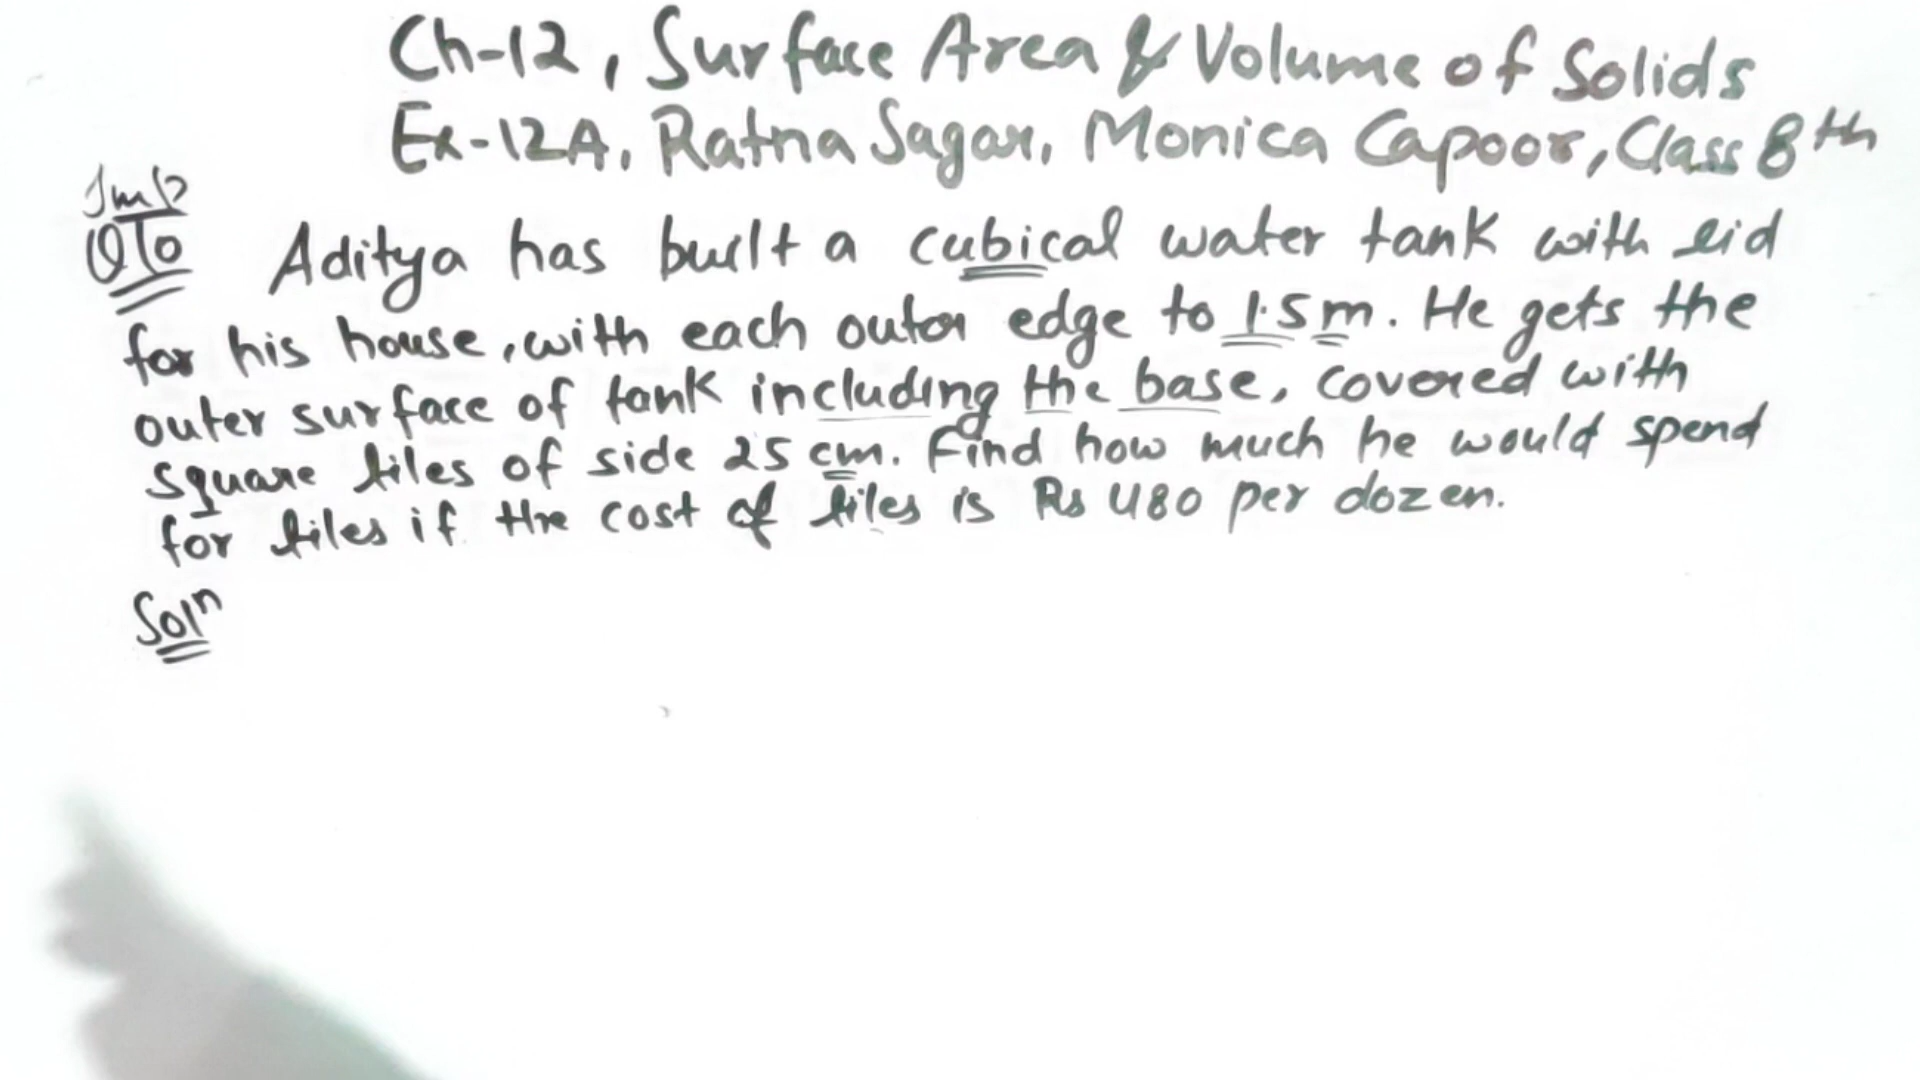 Ch-12, Surface Area & Volume of Solids
Ex-12A, Ratna Sagar, Monica Capoor, Class 8th
Imp
Q10 Aditya has built a cubical water tank with lid
for his house, with each outer edge to 1.5m. He gets the
outer surface of tank including the base, covered with
square tiles of side 25 cm. Find how much he would spend
for tiles if the cost of tiles is Rs 480 per dozen.
Soln